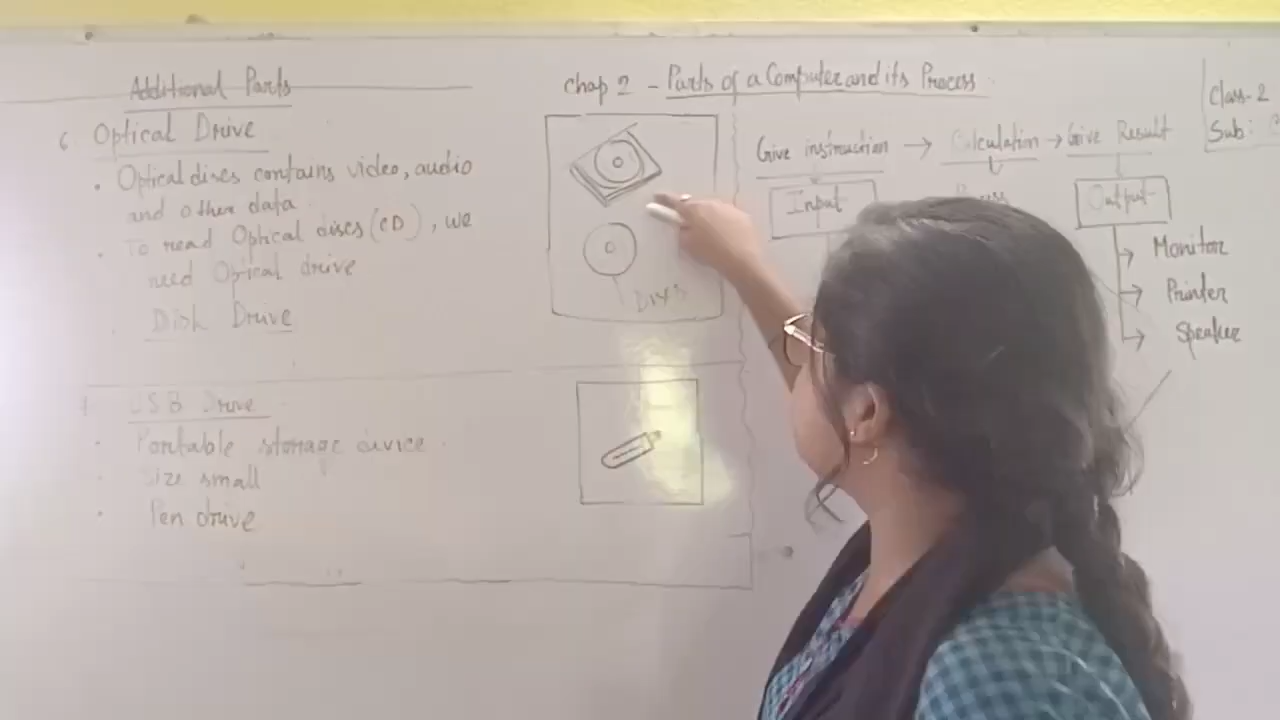 Additional Parts
6. Optical Drive
• Optical discs contains video, audio
and other data.
• To read Optical discs (CD), we
need Optical drive
Disk Drive
USB Drive
• Portable storage device
• Size small
• Pen drive
Chap 2 - Parts of a Computer and its Process
Discs
Give instruction → Calculation → Give Result
Input
Output
Monitor
Printer
Speaker
Class-2
Sub: